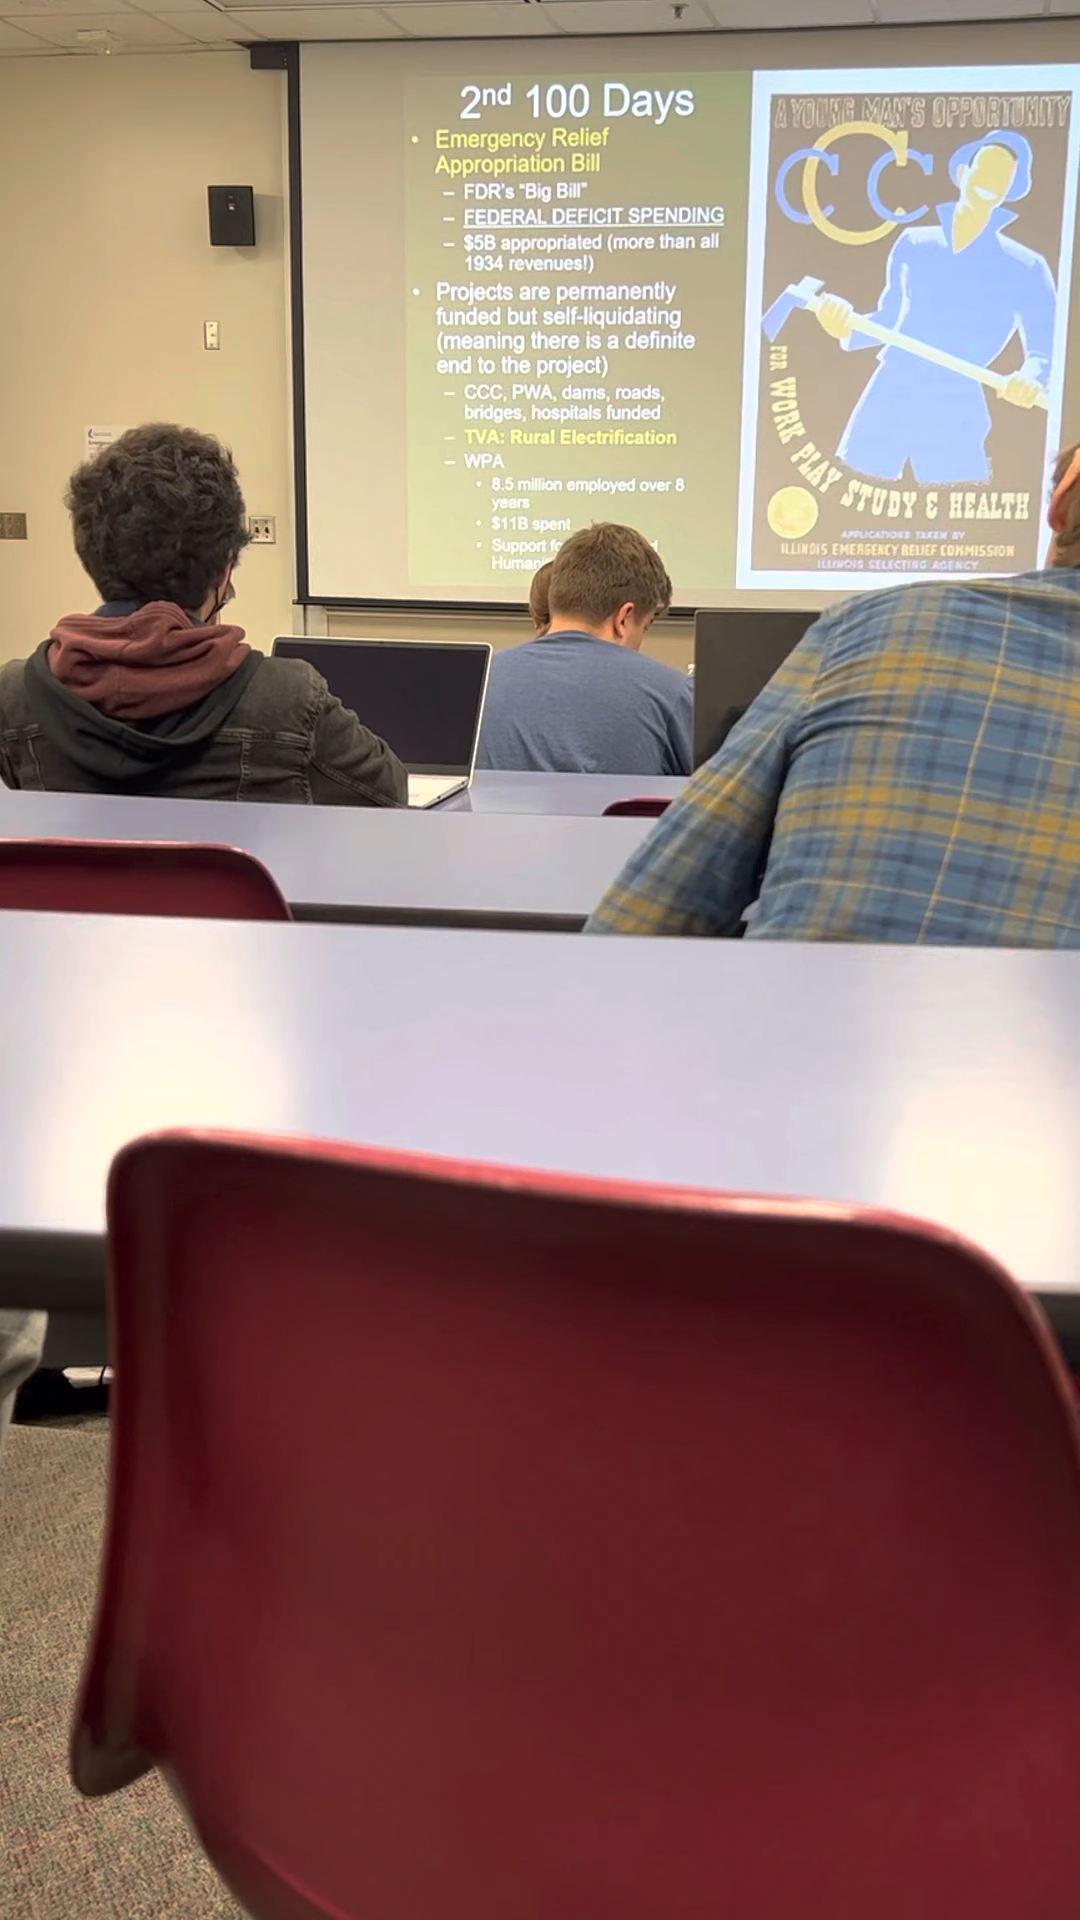 2nd 100 Days
• Emergency Relief
Appropriation Bill
– FDR's "Big Bill"
– FEDERAL DEFICIT SPENDING
– $5B appropriated (more than all
1934 revenues!)
• Projects are permanently
funded but self-liquidating
(meaning there is a definite
end to the project)
– CCC, PWA, dams, roads,
bridges, hospitals funded
– TVA: Rural Electrification
– WPA
• 8.5 million employed over 8
years
• $11B spent
• Support
A YOUNG MAN'S OPPORTUNITY
CCC
FOR WORK PLAY STUDY & HEALTH
APPLICATIONS TAKEN BY
ILLINOIS EMERGENCY RELIEF COMMISSION
ILLINOIS SELECTING AGENCY